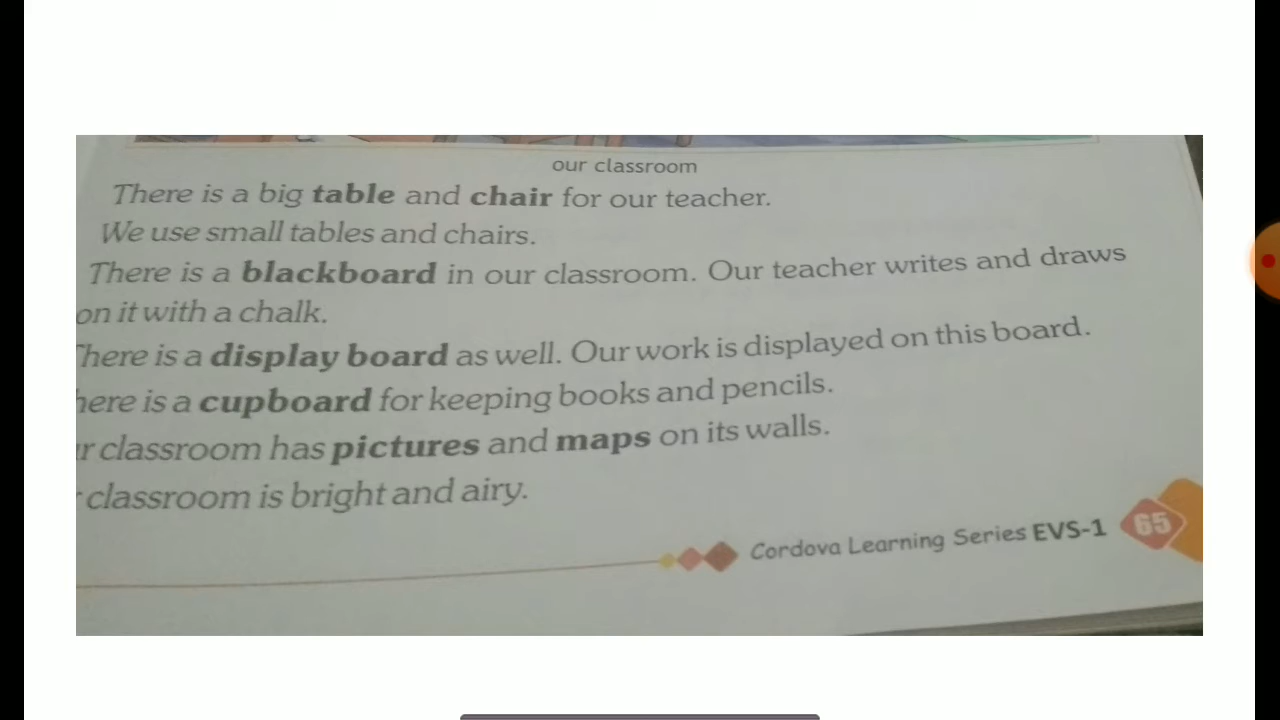 our classroom
There is a big table and chair for our teacher.
We use small tables and chairs.
There is a blackboard in our classroom. Our teacher writes and draws
on it with a chalk.
There is a display board as well. Our work is displayed on this board.
here is a cupboard for keeping books and pencils.
r classroom has pictures and maps on its walls.
classroom is bright and airy.
Cordova Learning Series EVS-1 65